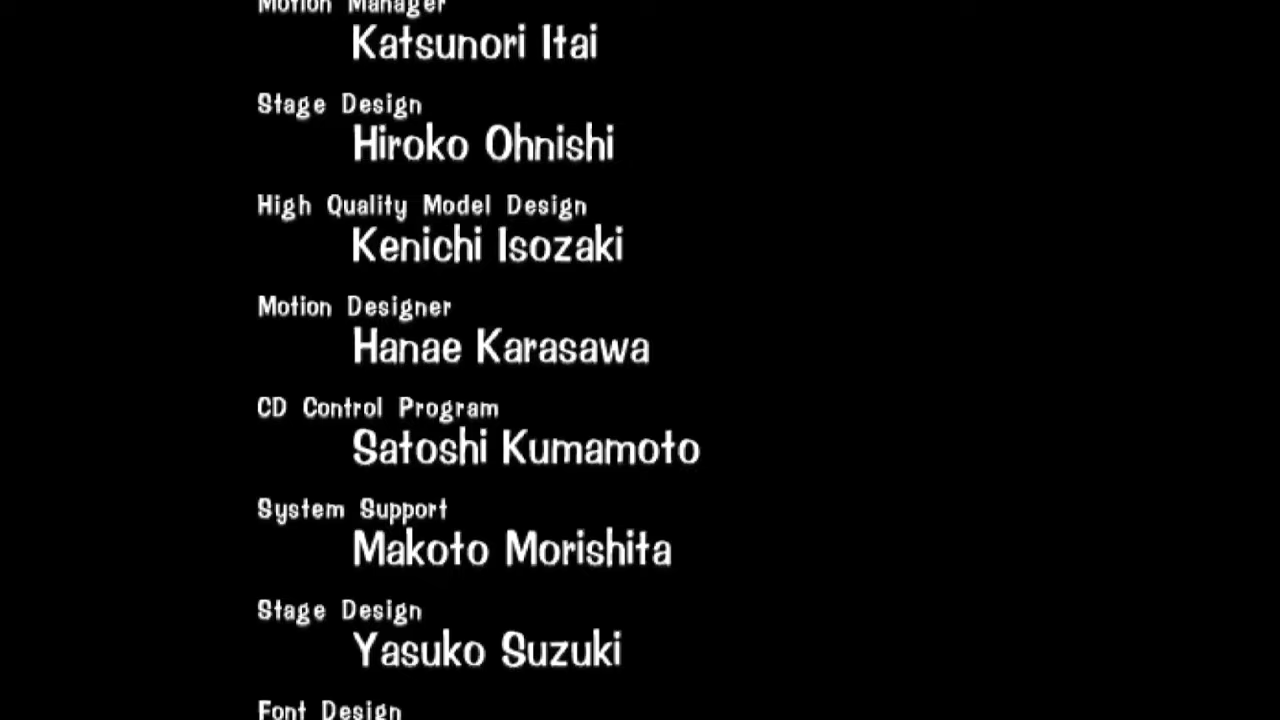 Motion Manager
Katsunori Itai
Stage Design
Hiroko Ohnishi
High Quality Model Design
Kenichi Isozaki
Motion Designer
Hanae Karasawa
CD Control Program
Satoshi Kumamoto
System Support
Makoto Morishita
Stage Design
Yasuko Suzuki
Font Design